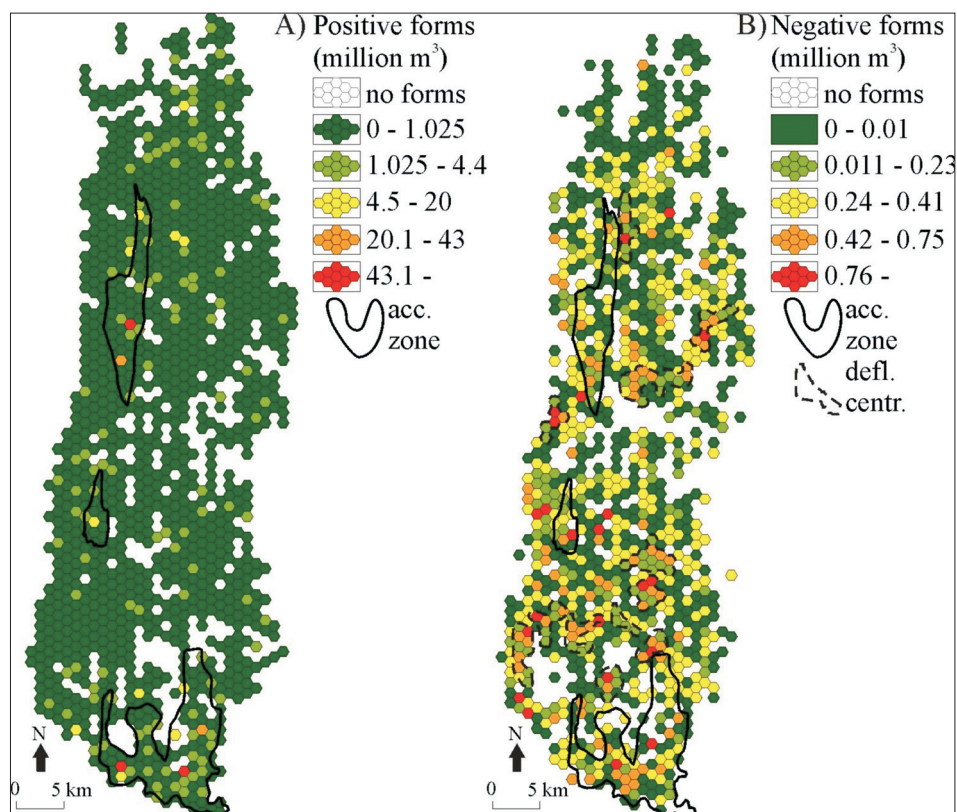 A) Positive forms
(million m³)
no forms
0 - 1.025
1.025 - 4.4
4.5 - 20
20.1 - 43
43.1 -
acc.
zone
N
0 5 km
B) Negative forms
(million m³)
no forms
0 - 0.01
0.011 - 0.23
0.24 - 0.41
0.42 - 0.75
0.76 -
acc.
zone
defl.
centr.
N
0 5 km